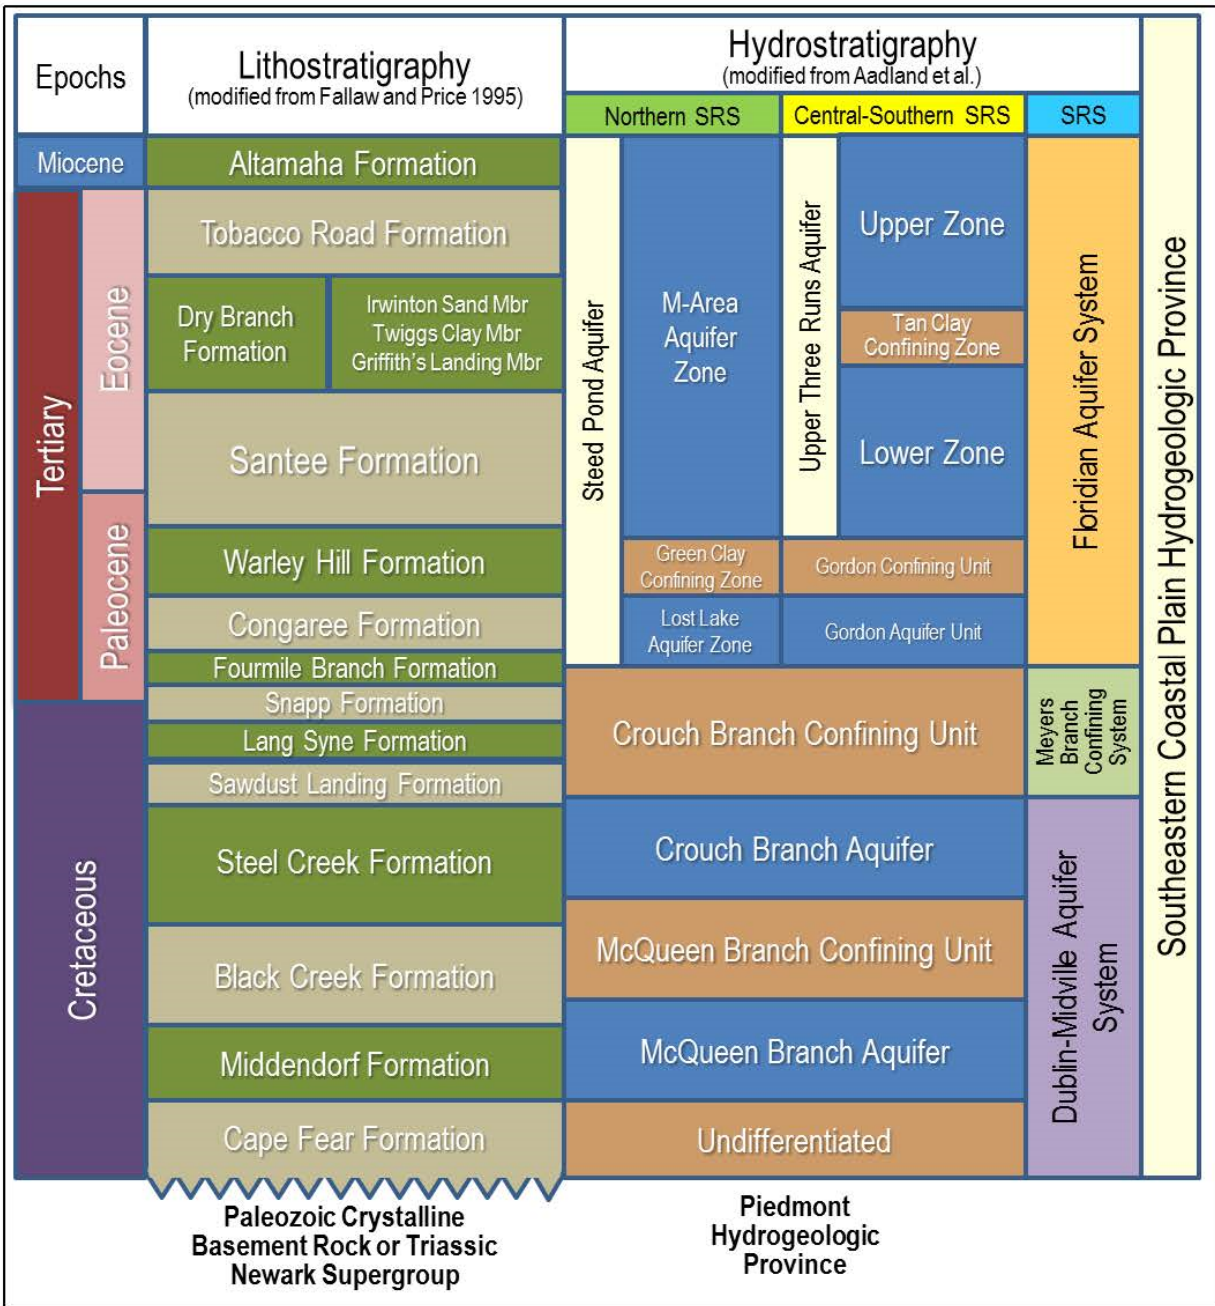 Epochs
Lithostratigraphy
(modified from Fallaw and Price 1995)
Hydrostratigraphy
(modified from Aadland et al.)
Northern SRS
Central-Southern SRS
SRS
Miocene
Tertiary
Eocene
Paleocene
Cretaceous
Altamaha Formation
Tobacco Road Formation
Dry Branch
Formation
Irwinton Sand Mbr
Twiggs Clay Mbr
Griffith's Landing Mbr
Santee Formation
Warley Hill Formation
Congaree Formation
Fourmile Branch Formation
Snapp Formation
Lang Syne Formation
Sawdust Landing Formation
Steel Creek Formation
Black Creek Formation
Middendorf Formation
Cape Fear Formation
Steed Pond Aquifer
M-Area
Aquifer
Zone
Green Clay
Confining Zone
Lost Lake
Aquifer Zone
Upper Three Runs Aquifer
Upper Zone
Tan Clay
Confining Zone
Lower Zone
Gordon Confining Unit
Gordon Aquifer Unit
Crouch Branch Confining Unit
Crouch Branch Aquifer
McQueen Branch Confining Unit
McQueen Branch Aquifer
Undifferentiated
Floridian Aquifer System
Meyers
Branch
Confining
System
Dublin-Midville Aquifer
System
Southeastern Coastal Plain Hydrogeologic Province
Paleozoic Crystalline
Basement Rock or Triassic
Newark Supergroup
Piedmont
Hydrogeologic
Province